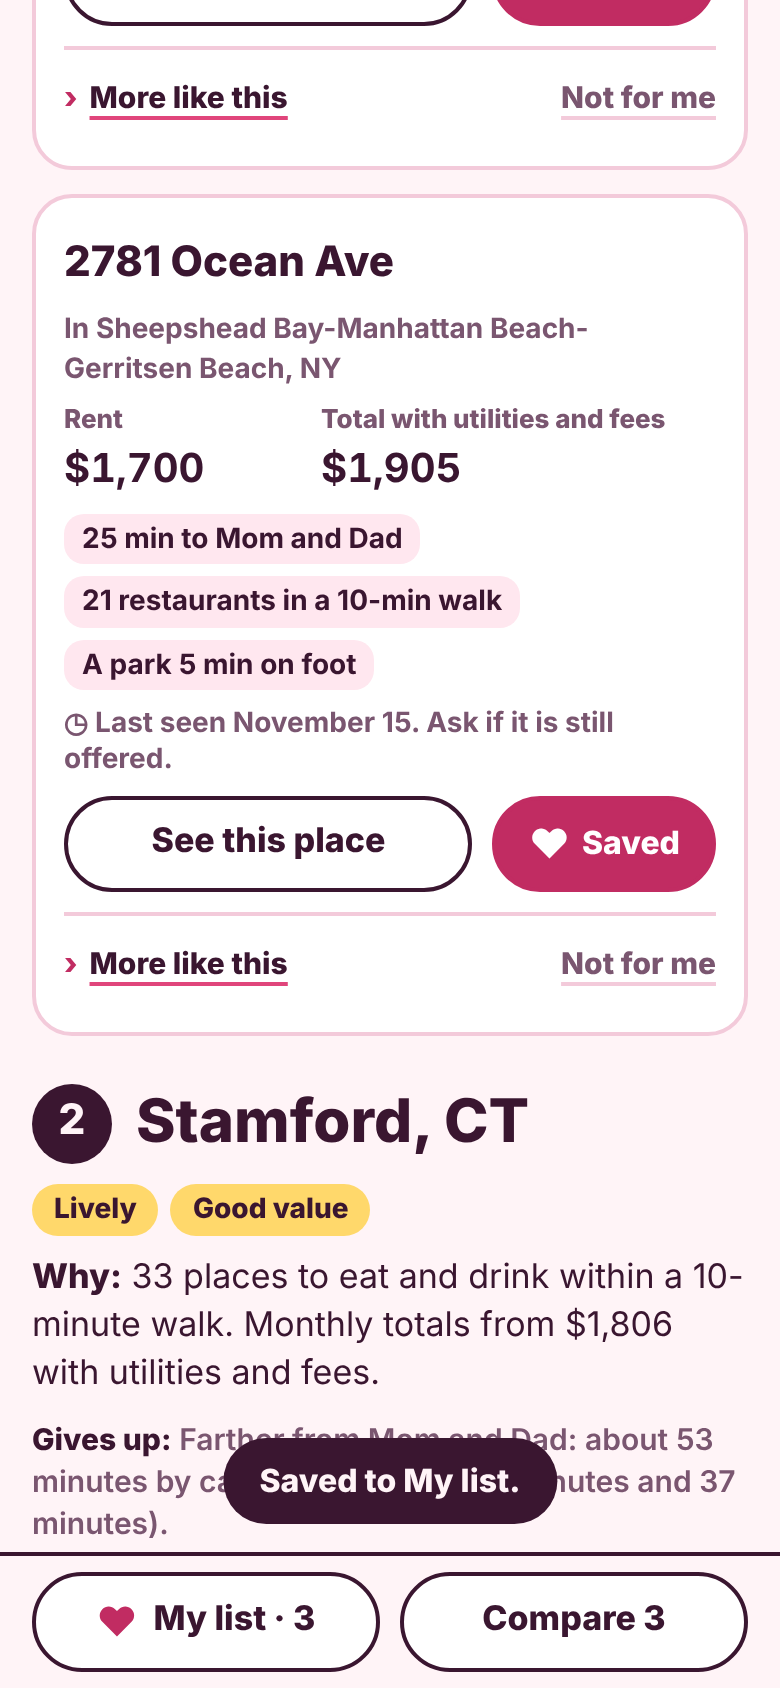 › More like this
Not for me
2781 Ocean Ave
In Sheepshead Bay-Manhattan Beach-
Gerritsen Beach, NY
Rent
Total with utilities and fees
$1,700
$1,905
25 min to Mom and Dad
21 restaurants in a 10-min walk
A park 5 min on foot
Last seen November 15. Ask if it is still
offered.
See this place
Saved
› More like this
Not for me
2 Stamford, CT
Lively
Good value
Why: 33 places to eat and drink within a 10-
minute walk. Monthly totals from $1,806
with utilities and fees.
Gives up: Farther from Mom and Dad: about 53
minutes by
and 37
minutes).
Saved to My list.
My list · 3
Compare 3